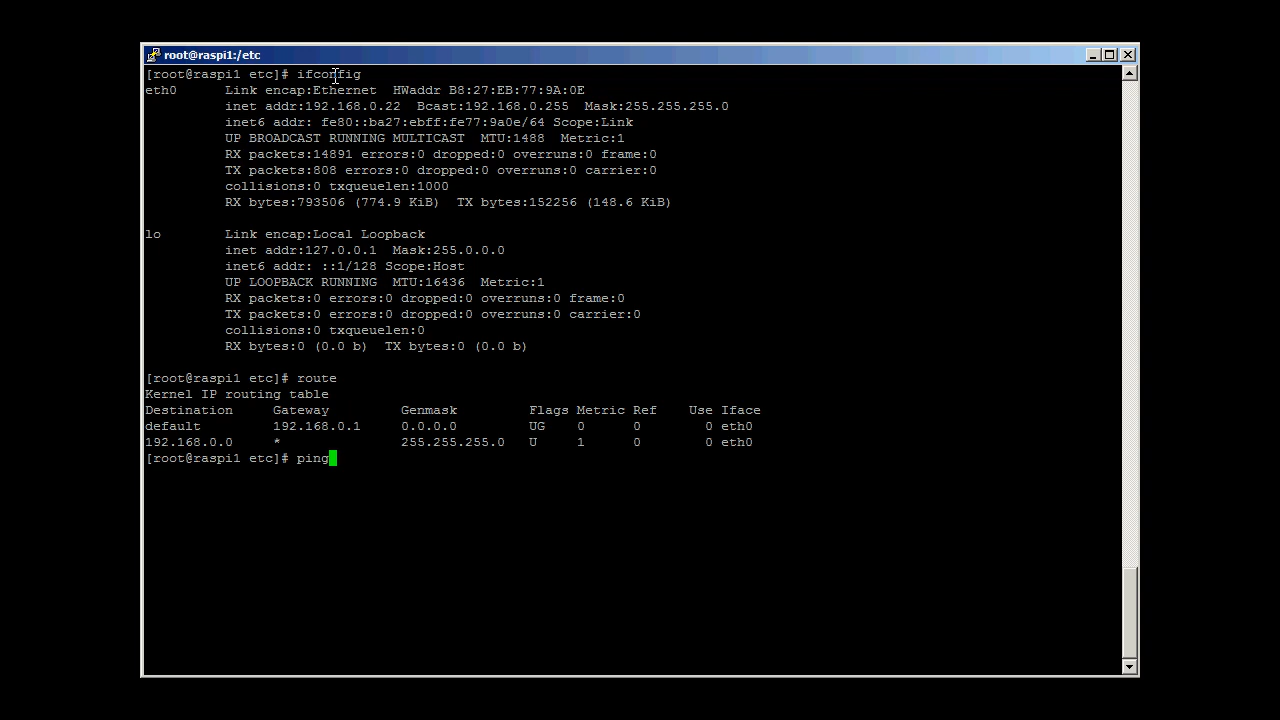 root@raspi1:/etc
[root@raspi1 etc]# ifconfig
eth0      Link encap:Ethernet  HWaddr B8:27:EB:77:9A:0E
          inet addr:192.168.0.22  Bcast:192.168.0.255  Mask:255.255.255.0
          inet6 addr: fe80::ba27:ebff:fe77:9a0e/64 Scope:Link
          UP BROADCAST RUNNING MULTICAST  MTU:1488  Metric:1
          RX packets:14891 errors:0 dropped:0 overruns:0 frame:0
          TX packets:808 errors:0 dropped:0 overruns:0 carrier:0
          collisions:0 txqueuelen:1000
          RX bytes:793506 (774.9 KiB)  TX bytes:152256 (148.6 KiB)
lo        Link encap:Local Loopback
          inet addr:127.0.0.1  Mask:255.0.0.0
          inet6 addr: ::1/128 Scope:Host
          UP LOOPBACK RUNNING  MTU:16436  Metric:1
          RX packets:0 errors:0 dropped:0 overruns:0 frame:0
          TX packets:0 errors:0 dropped:0 overruns:0 carrier:0
          collisions:0 txqueuelen:0
          RX bytes:0 (0.0 b)  TX bytes:0 (0.0 b)
[root@raspi1 etc]# route
Kernel IP routing table
Destination     Gateway         Genmask         Flags Metric Ref    Use Iface
default         192.168.0.1     0.0.0.0         UG    0      0        0 eth0
192.168.0.0     *               255.255.255.0   U     1      0        0 eth0
[root@raspi1 etc]# ping